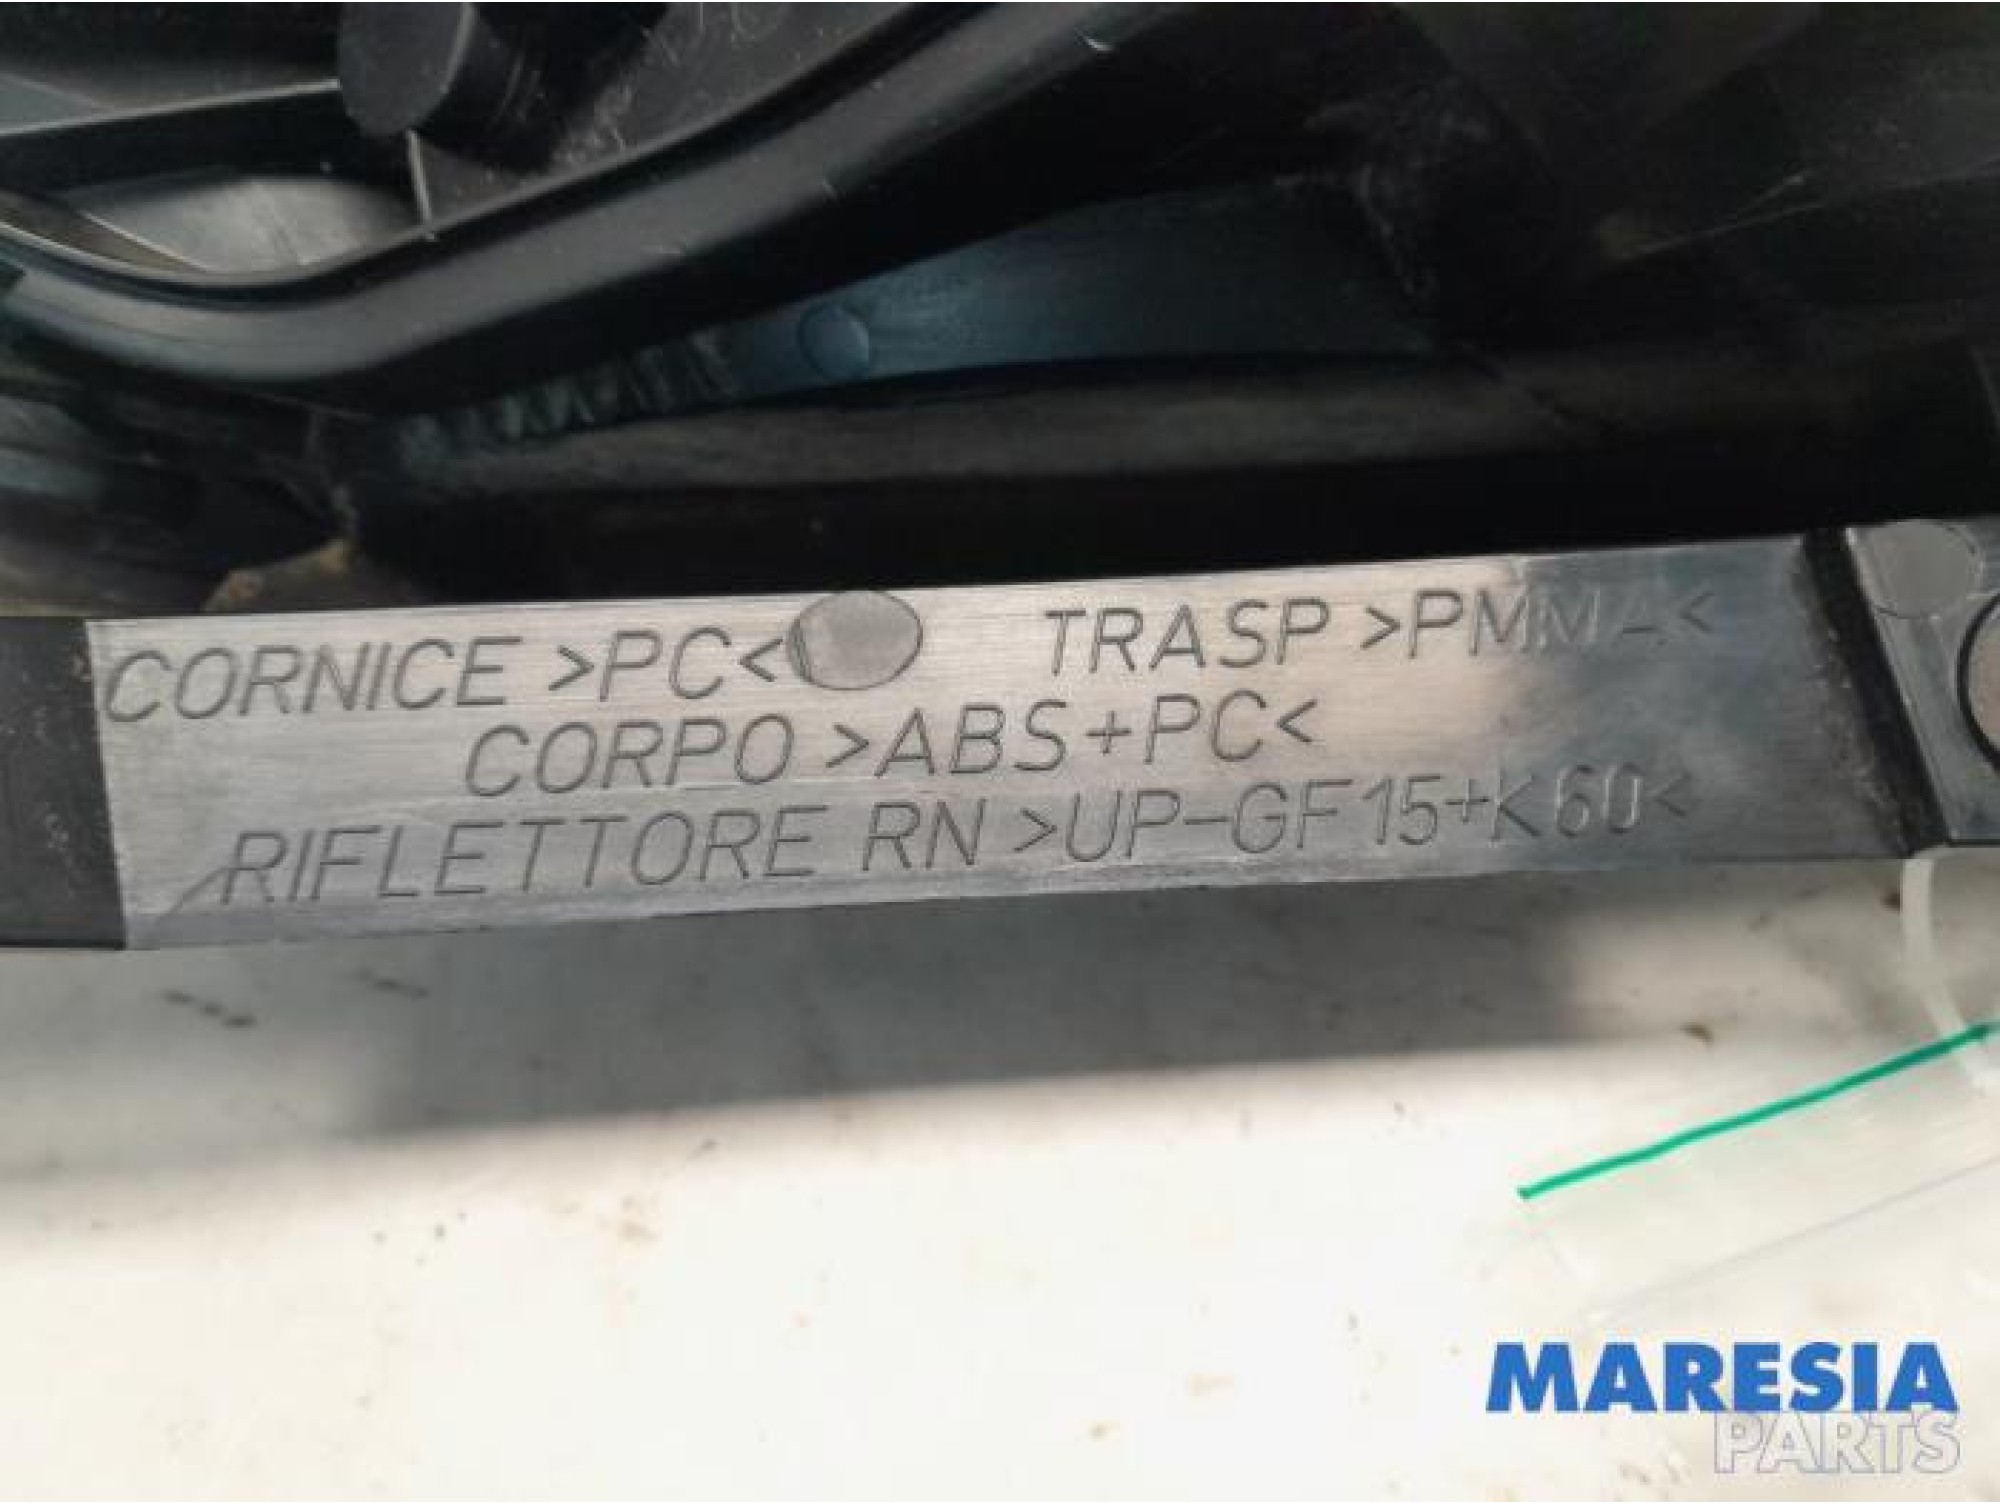 CORNICE >PC< TRASP >PMMA<
CORPO >ABS+PC<
RIFLETTORE RN >UP-GF15+K60<
MARESIA
PARTS